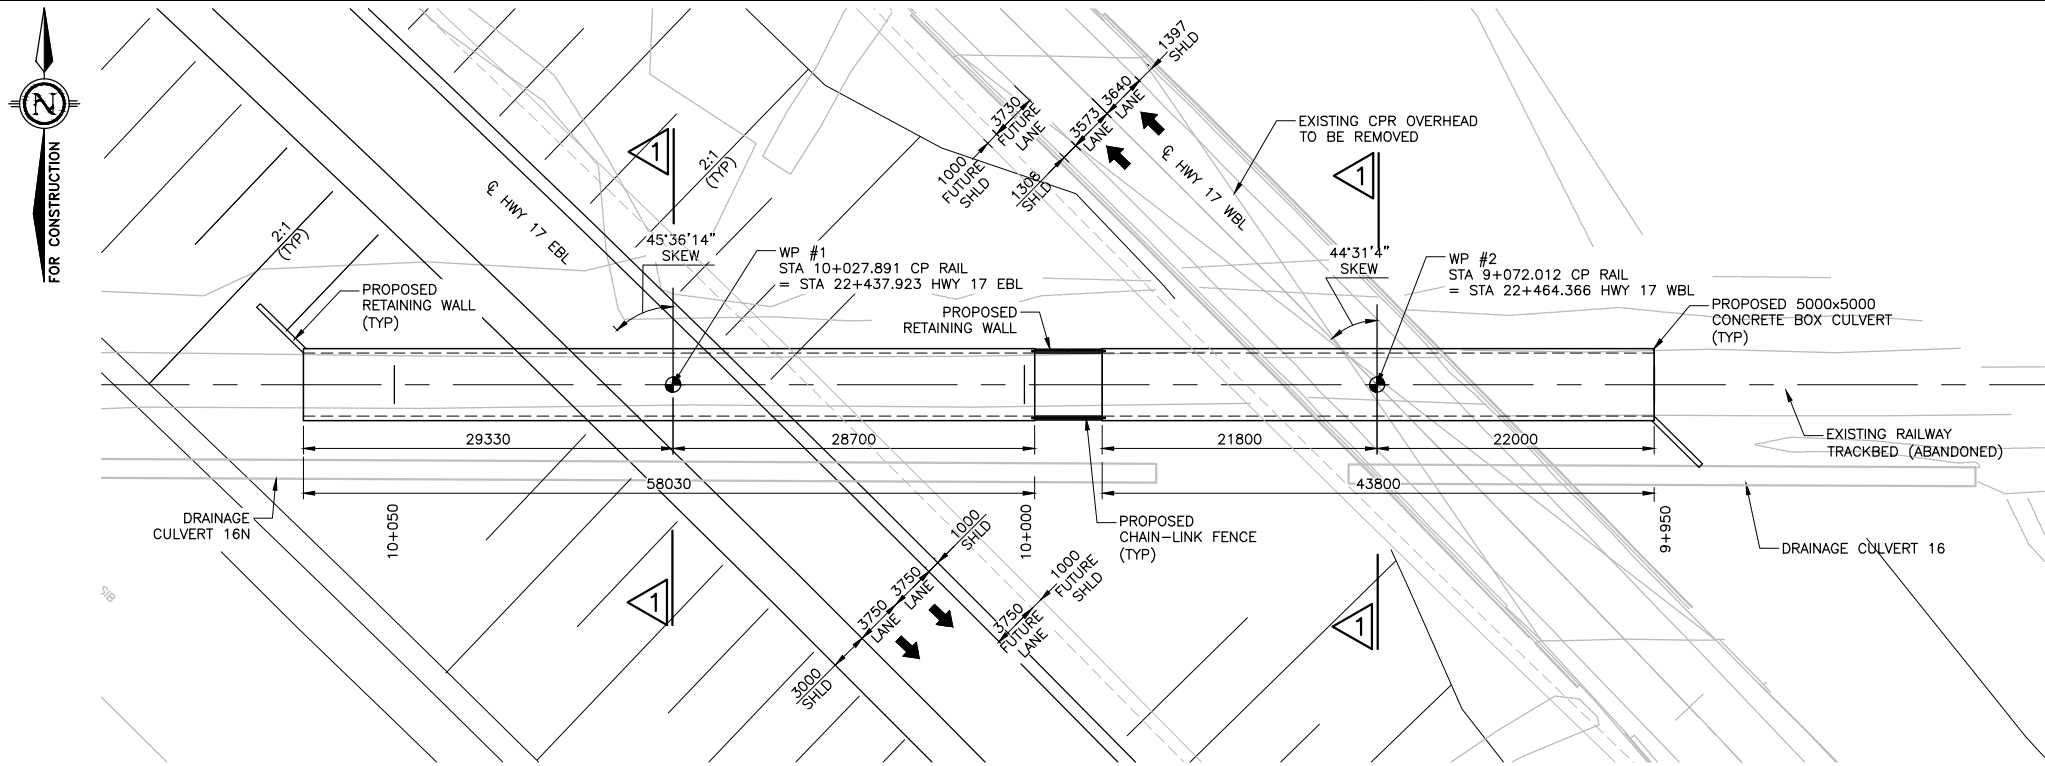 N
FOR CONSTRUCTION
2:1
(TYP)
PROPOSED
RETAINING WALL
(TYP)
℄ HWY 17 EBL
1
2:1
(TYP)
45°36'14"
SKEW
WP #1
STA 10+027.891 CP RAIL
= STA 22+437.923 HWY 17 EBL
PROPOSED
RETAINING WALL
1000
FUTURE
SHLD
3730
FUTURE
LANE
1308
SHLD
3573
LANE
3640
LANE
1397
SHLD
℄ HWY 17 WBL
EXISTING CPR OVERHEAD
TO BE REMOVED
1
44°31'4"
SKEW
WP #2
STA 9+072.012 CP RAIL
= STA 22+464.366 HWY 17 WBL
PROPOSED 5000x5000
CONCRETE BOX CULVERT
(TYP)
29330
28700
21800
22000
58030
43800
EXISTING RAILWAY
TRACKBED (ABANDONED)
DRAINAGE
CULVERT 16N
10+050
10+000
PROPOSED
CHAIN-LINK FENCE
(TYP)
9+950
DRAINAGE CULVERT 16
SIB
1
3000
SHLD
3750
LANE
3750
LANE
1000
SHLD
3750
FUTURE
LANE
1000
FUTURE
SHLD
1